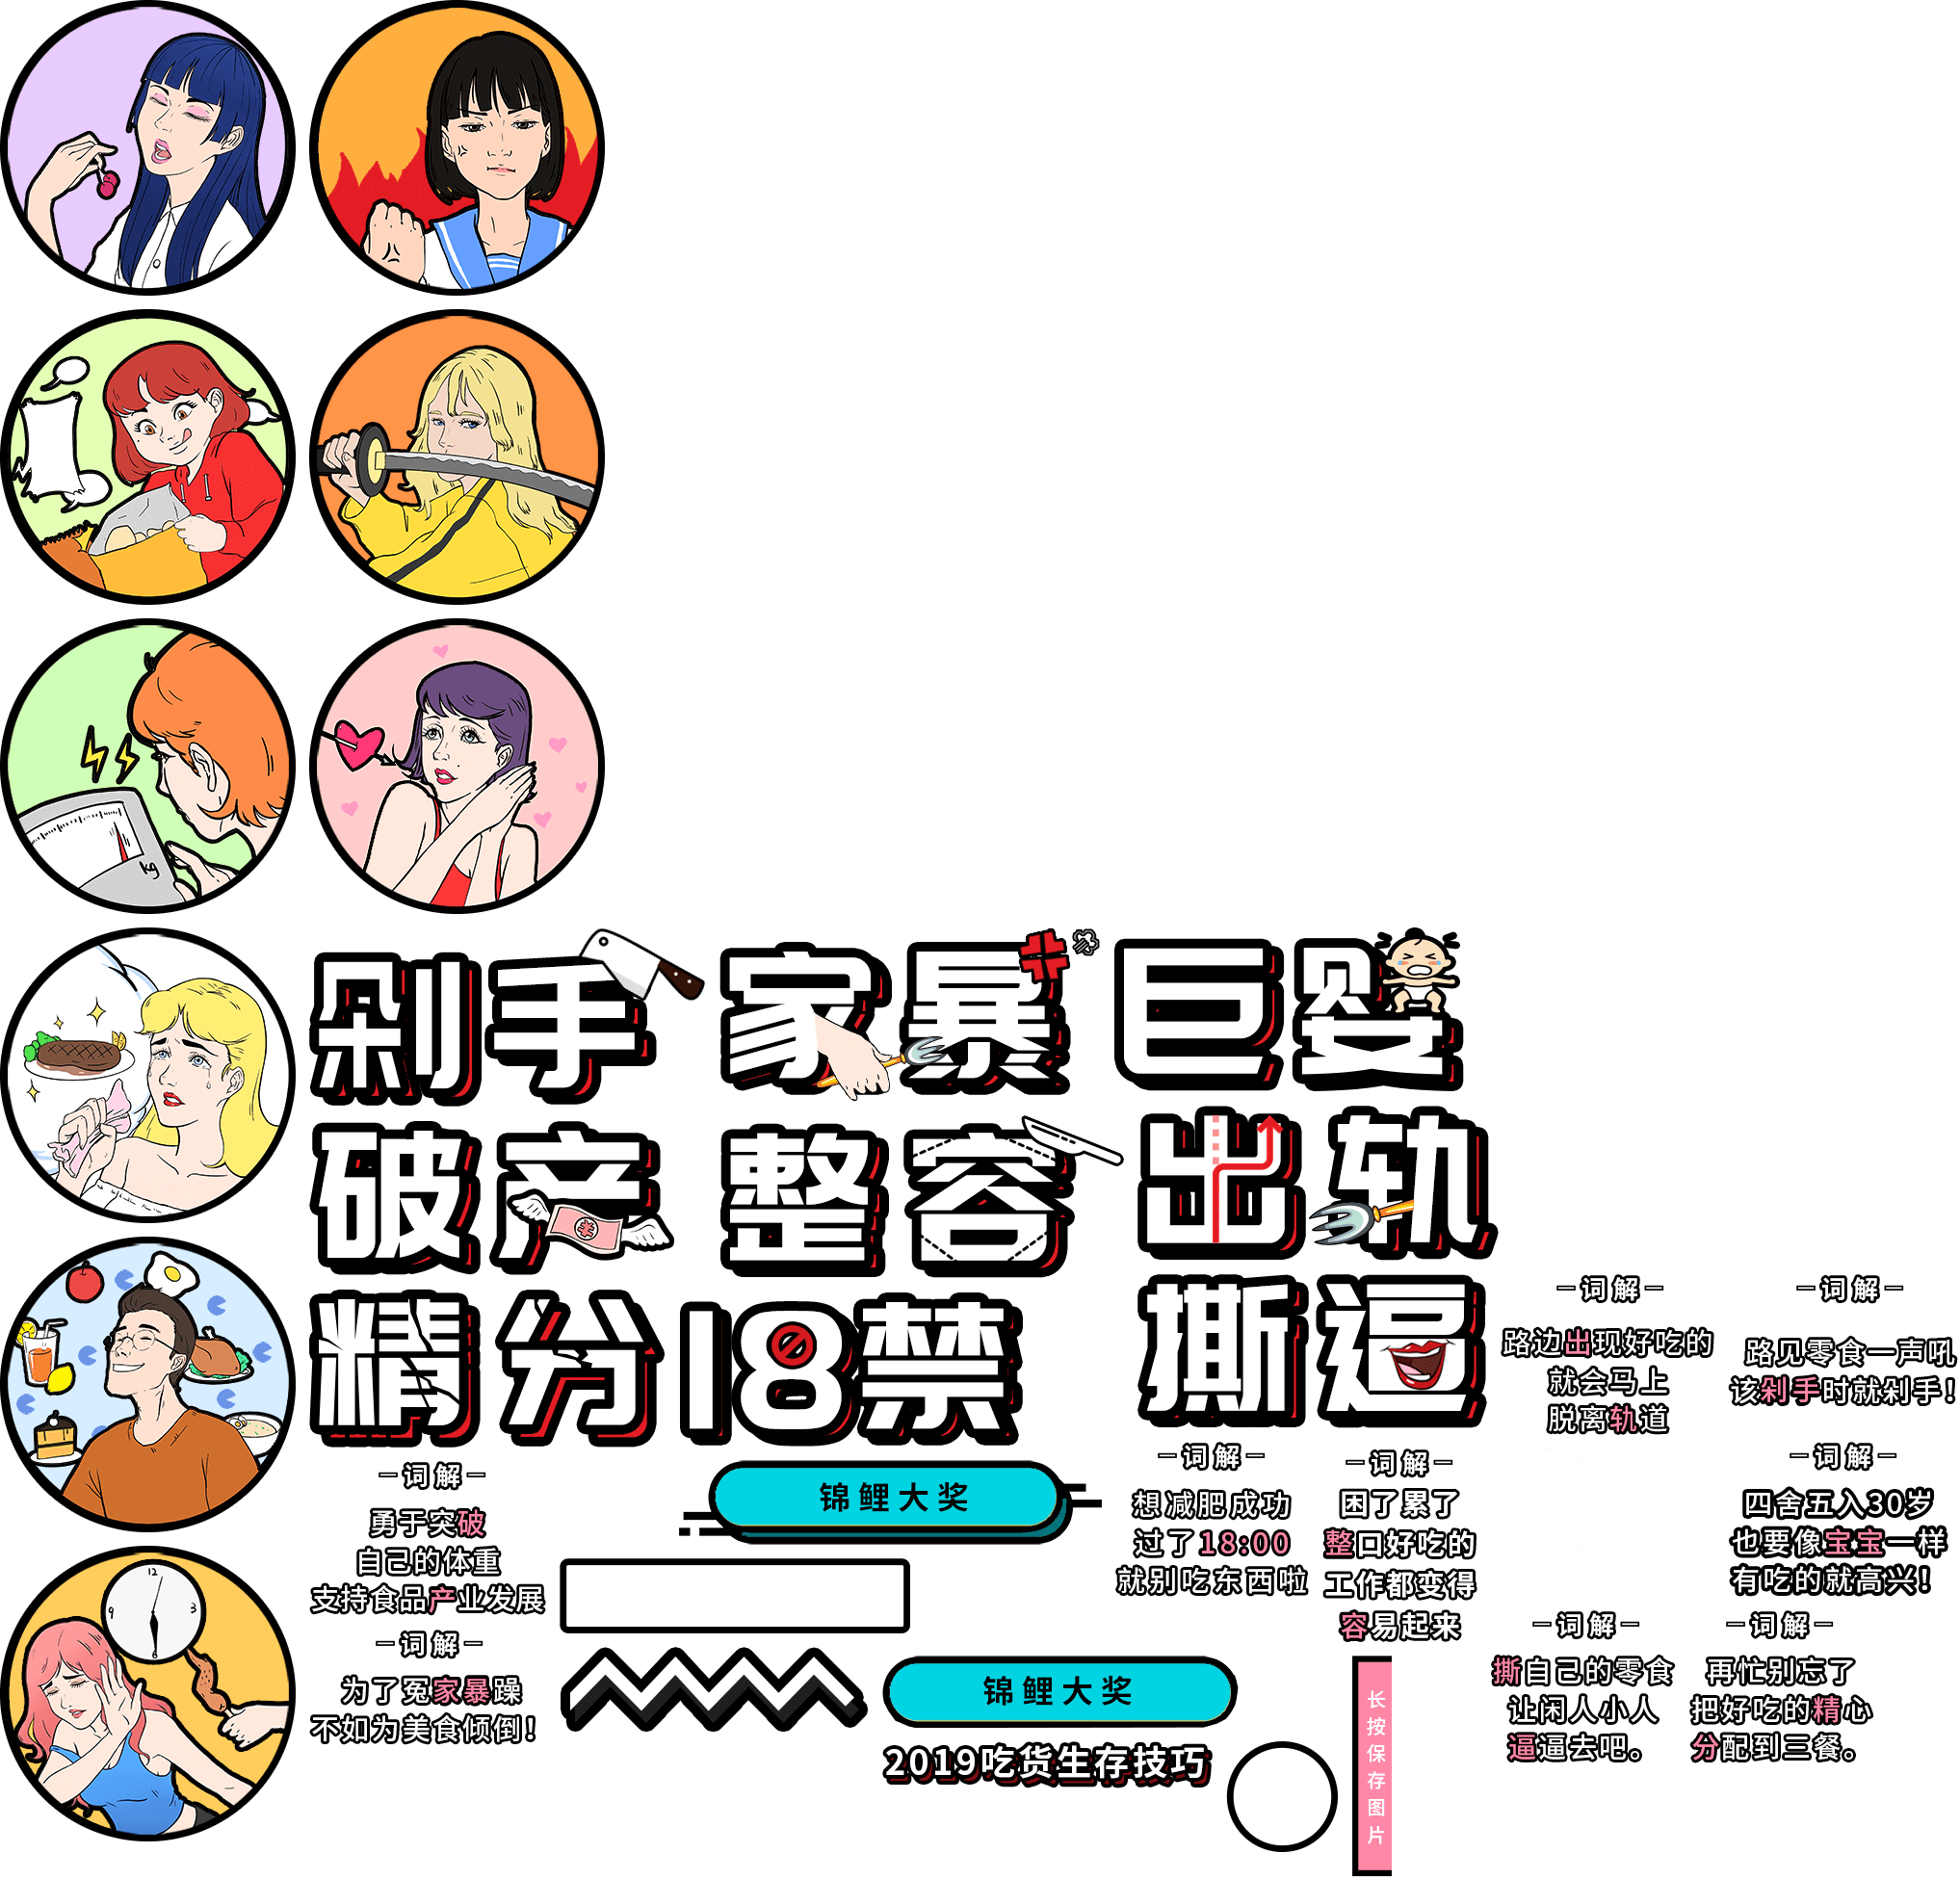 kg
剁手
家暴
巨婴
破产
整容
出轨
精分
18禁
撕逼
词解
路边出现好吃的
就会马上
脱离轨道
词解
路见零食一声吼
该剁手时就剁手!
词解
勇于突破
自己的体重
支持食品产业发展
锦鲤大奖
词解
想减肥成功
过了18:00
就别吃东西啦
词解
困了累了
整口好吃的
工作都变得
容易起来
词解
四舍五入30岁
也要像宝宝一样
有吃的就高兴!
12
9
3
6
词解
为了冤家暴躁
不如为美食倾倒!
锦鲤大奖
2019吃货生存技巧
长按保存图片
词解
撕自己的零食
让闲人小人
逼逼去吧。
词解
再忙别忘了
把好吃的精心
分配到三餐。